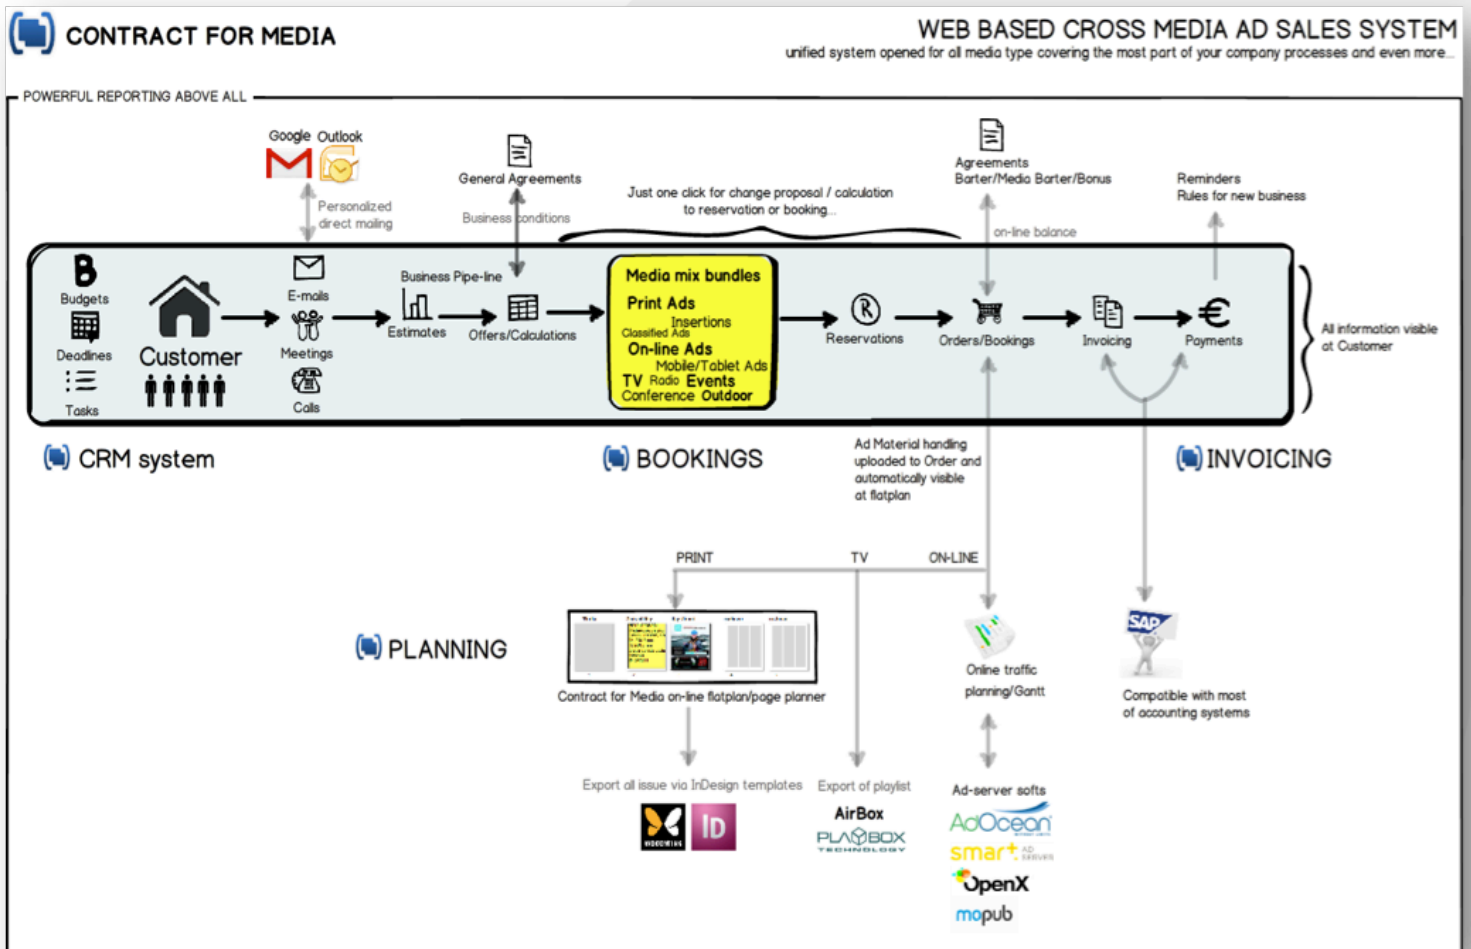 CONTRACT FOR MEDIA
WEB BASED CROSS MEDIA AD SALES SYSTEM
unified system opened for all media type covering the most part of your company processes and even more...
POWERFUL REPORTING ABOVE ALL
Google Outlook
Personalized
direct mailing
General Agreements
Business conditions
Just one click for change proposal / calculation
to reservation or booking...
Agreements
Barter/Media Barter/Bonus
on-line balance
Reminders
Rules for new business
B
Budgets
Deadlines
Tasks
Customer
E-mails
Meetings
Calls
Business Pipe-line
Estimates
Offers/Calculations
Media mix bundles
Print Ads
Insertions
Classified Ads
On-line Ads
Mobile/Tablet Ads
TV Radio Events
Conference Outdoor
R
Reservations
Orders/Bookings
Invoicing
€
Payments
All information visible
at Customer
CRM system
BOOKINGS
INVOICING
Ad Material handling
uploaded to Order and
automatically visible
at flatplan
PRINT
TV
ON-LINE
PLANNING
Contract for Media on-line flatplan/page planner
Online traffic
planning/Gantt
SAP
Compatible with most
of accounting systems
Export all issue via InDesign templates
WOODWING
ID
Export of playlist
AirBox
PLAYBOX
TECHNOLOGY
Ad-server softs
AdOcean
smart AD
SERVER
OpenX
mopub